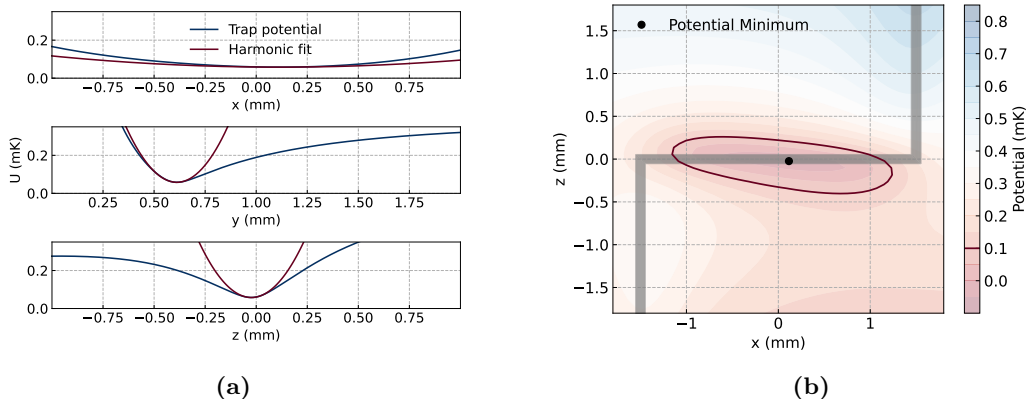 0.2
0.0
Trap potential
Harmonic fit
−0.75 −0.50 −0.25 0.00 0.25 0.50 0.75
x (mm)
U (mK)
0.2
0.0
0.25 0.50 0.75 1.00 1.25 1.50 1.75
y (mm)
0.2
0.0
−0.75 −0.50 −0.25 0.00 0.25 0.50 0.75
z (mm)
(a)
Potential Minimum
z (mm)
1.5
1.0
0.5
0.0
−0.5
−1.0
−1.5
−1 0 1
x (mm)
0.8
0.7
0.6
0.5
0.4
0.3
0.2
0.1
0.0
Potential (mK)
(b)